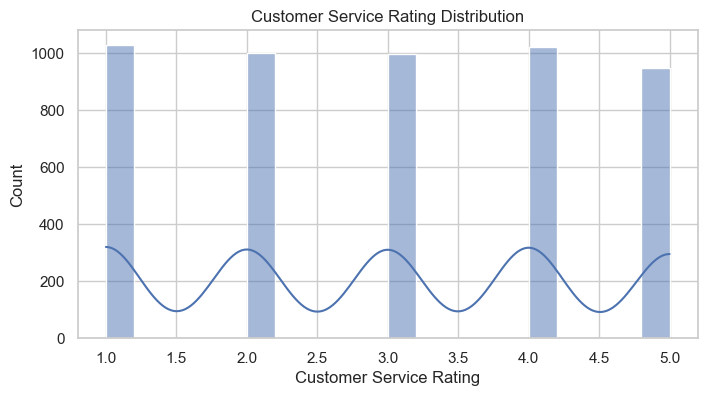 Customer Service Rating Distribution
Count
1000
800
600
400
200
0
1.0 1.5 2.0 2.5 3.0 3.5 4.0 4.5 5.0
Customer Service Rating